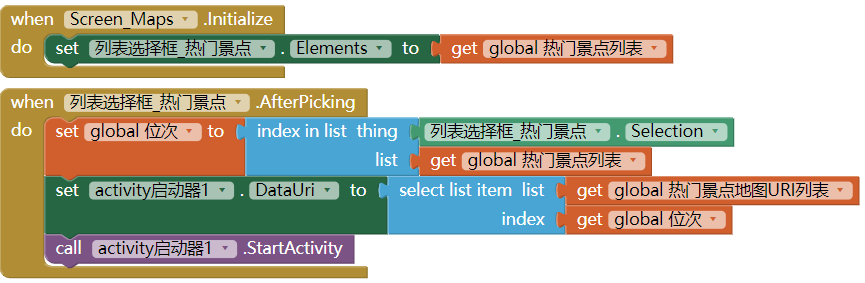 when Screen_Maps .Initialize
do set 列表选择框_热门景点 . Elements to get global 热门景点列表
when 列表选择框_热门景点 .AfterPicking
do set global 位次 to index in list thing 列表选择框_热门景点 . Selection
list get global 热门景点列表
set activity启动器1 . DataUri to select list item list get global 热门景点地图URI列表
index get global 位次
call activity启动器1 .StartActivity